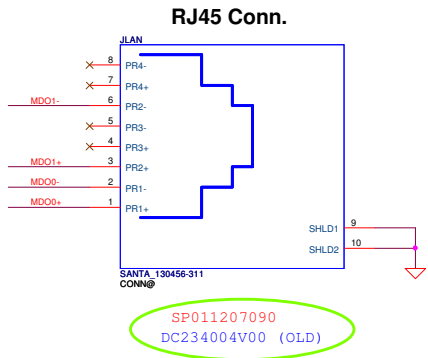 RJ45 Conn.
JLAN
8 PR4-
7 PR4+
MDO1- 6 PR2-
5 PR3-
4 PR3+
MDO1+ 3 PR2+
MDO0- 2 PR1-
MDO0+ 1 PR1+
SHLD1 9
SHLD2 10
SANTA_130456-311
CONN@
SP011207090
DC234004V00 (OLD)